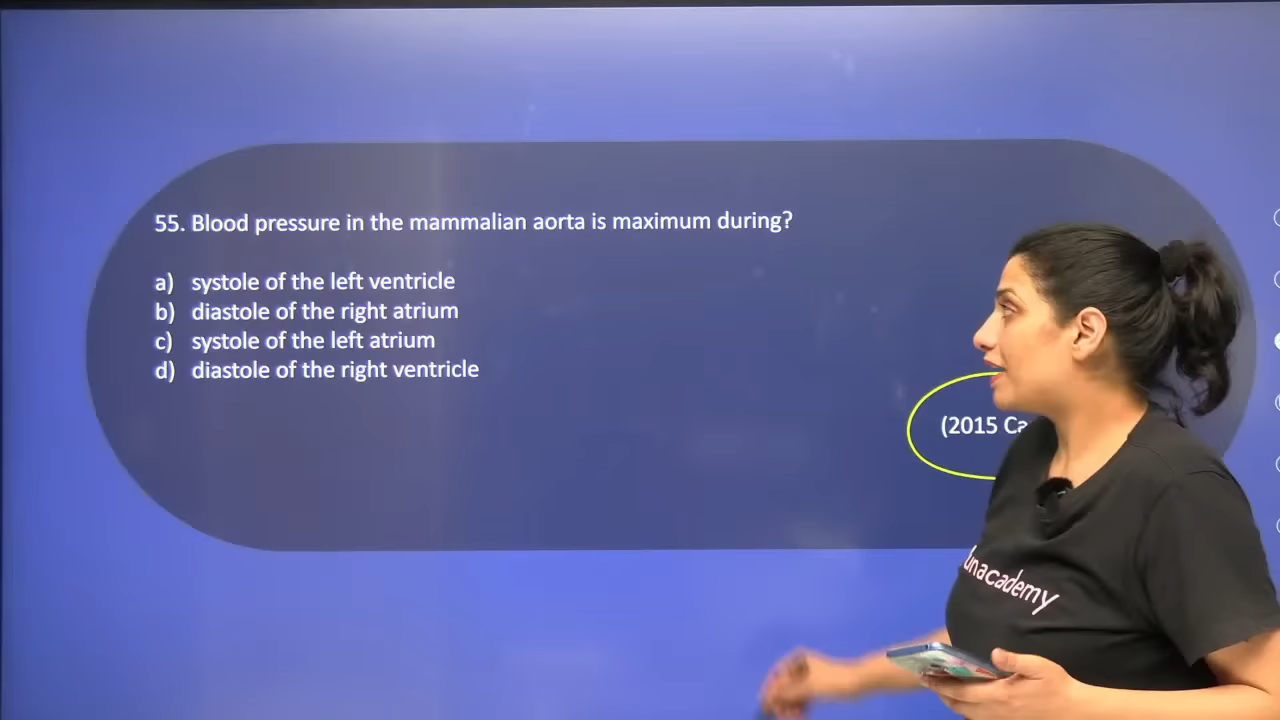 55. Blood pressure in the mammalian aorta is maximum during?
a) systole of the left ventricle
b) diastole of the right atrium
c) systole of the left atrium
d) diastole of the right ventricle
(2015
unacademy